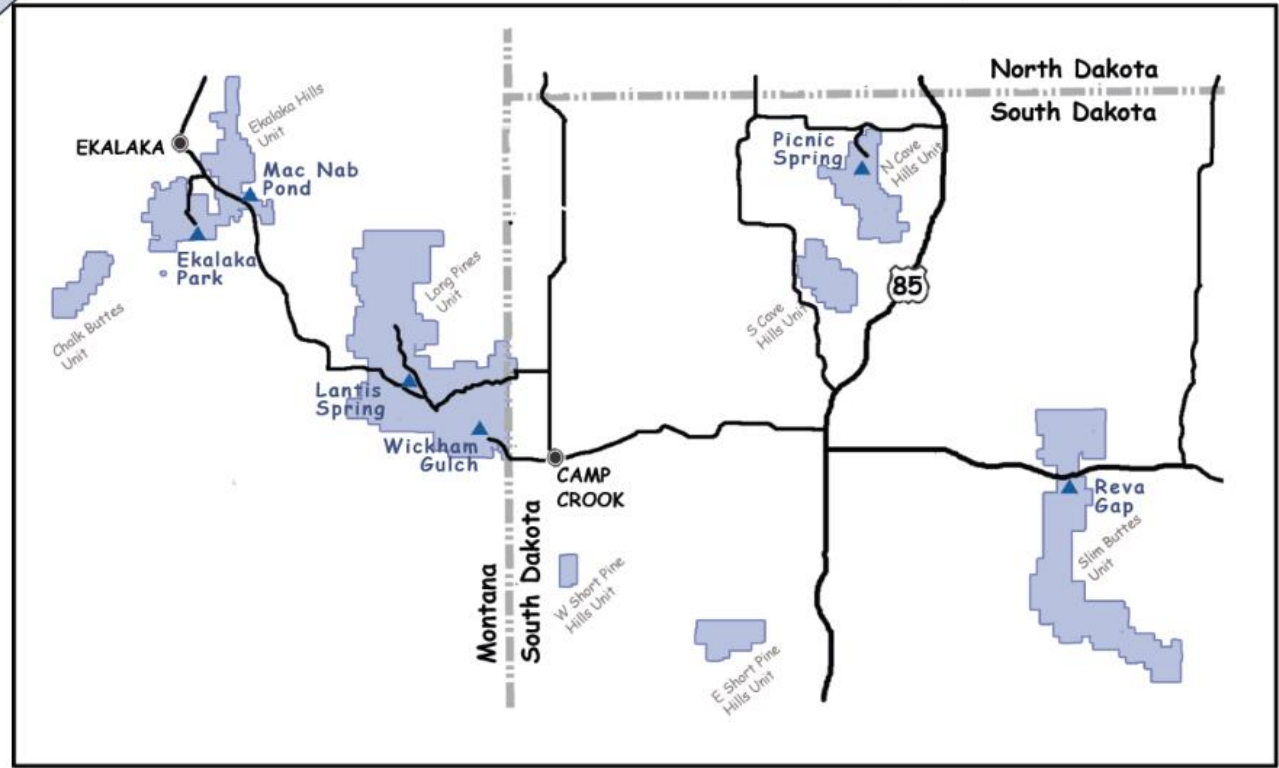 North Dakota
South Dakota
EKALAKA
Ekalaka Hills
Unit
Mac Nab
Pond
Ekalaka
Park
Chalk Buttes
Unit
Long Pines
Unit
Lantis
Spring
Wickham
Gulch
CAMP
CROOK
Montana
South Dakota
Picnic
Spring
N Cave
Hills Unit
S Cave
Hills Unit
85
W Short Pine
Hills Unit
E Short Pine
Hills Unit
Reva
Gap
Slim Buttes
Unit